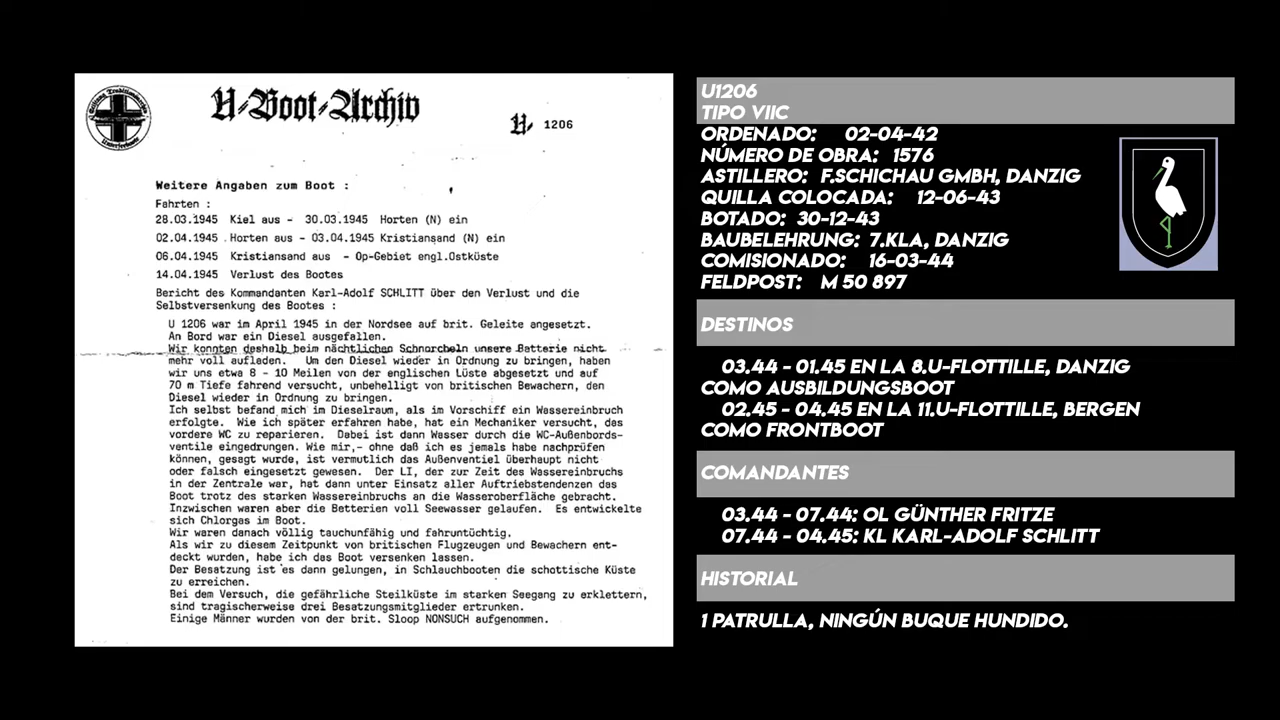 U-Boot-Archiv
U 1206
Weitere Angaben zum Boot :
Fahrten :
28.03.1945 Kiel aus - 30.03.1945 Horten (N) ein
02.04.1945 Horten aus - 03.04.1945 Kristiansand (N) ein
06.04.1945 Kristiansand aus - Op-Gebiet engl.Ostküste
14.04.1945 Verlust des Bootes
Bericht des Kommandanten Karl-Adolf SCHLITT über den Verlust und die
Selbstversenkung des Bootes :
U 1206 war im April 1945 in der Nordsee auf brit. Geleite angesetzt.
An Bord war ein Diesel ausgefallen.
Wir konnten deshalb beim nächtlichen Schnorcheln unsere Batterie nicht
mehr voll aufladen. Um den Diesel wieder in Ordnung zu bringen, haben
wir uns etwa 8 - 10 Meilen von der englischen Lüste abgesetzt und auf
70 m Tiefe fahrend versucht, unbehelligt von britischen Bewachern, den
Diesel wieder in Ordnung zu bringen.
Ich selbst befand mich im Dieselraum, als im Vorschiff ein Wassereinbruch
erfolgte. Wie ich später erfahren habe, hat ein Mechaniker versucht, das
vordere WC zu reparieren. Dabei ist dann Wasser durch die WC-Außenbords-
ventile eingedrungen. Wie mir,- ohne daß ich es jemals habe nachprüfen
können, gesagt wurde, ist vermutlich das Außenventiel überhaupt nicht
oder falsch eingesetzt gewesen. Der LI, der zur Zeit des Wassereinbruchs
in der Zentrale war, hat dann unter Einsatz aller Auftriebstendenzen das
Boot trotz des starken Wassereinbruchs an die Wasseroberfläche gebracht.
Inzwischen waren aber die Betterien voll Seewasser gelaufen. Es entwickelte
sich Chlorgas im Boot.
Wir waren danach völlig tauchunfähig und fahruntüchtig.
Als wir zu diesem Zeitpunkt von britischen Flugzeugen und Bewachern ent-
deckt wurden, habe ich das Boot versenken lassen.
Der Besatzung ist es dann gelungen, in Schlauchbooten die schottische Küste
zu erreichen.
Bei dem Versuch, die gefährliche Steilküste im starken Seegang zu erklettern,
sind tragischerweise drei Besatzungsmitglieder ertrunken.
Einige Männer wurden von der brit. Sloop NONSUCH aufgenommen.
U1206
TIPO VIIC
ORDENADO: 02-04-42
NÚMERO DE OBRA: 1576
ASTILLERO: F.SCHICHAU GMBH, DANZIG
QUILLA COLOCADA: 12-06-43
BOTADO: 30-12-43
BAUBELEHRUNG: 7.KLA, DANZIG
COMISIONADO: 16-03-44
FELDPOST: M 50 897
DESTINOS
03.44 - 01.45 EN LA 8.U-FLOTTILLE, DANZIG
COMO AUSBILDUNGSBOOT
02.45 - 04.45 EN LA 11.U-FLOTTILLE, BERGEN
COMO FRONTBOOT
COMANDANTES
03.44 - 07.44: OL GÜNTHER FRITZE
07.44 - 04.45: KL KARL-ADOLF SCHLITT
HISTORIAL
1 PATRULLA, NINGÚN BUQUE HUNDIDO.